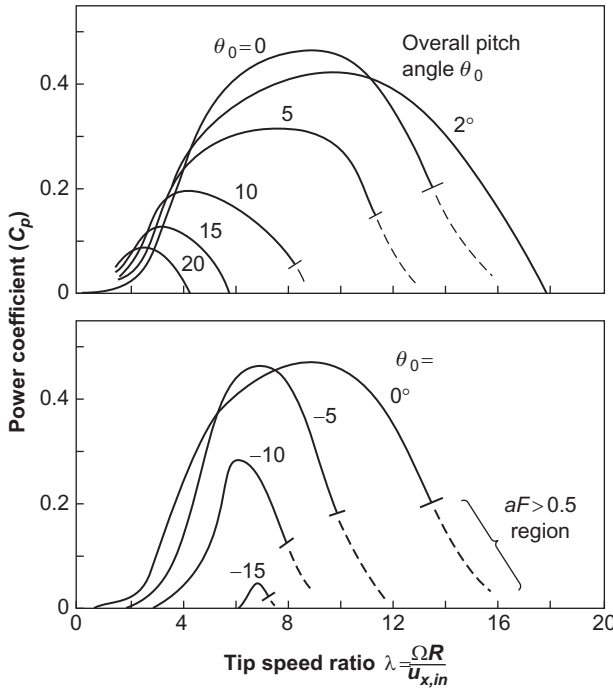 θ0=0
Overall pitch
angle θ0
0.4
5
2°
0.2
10
15
20
0
θ0=
0°
0.4
−5
−10
0.2
aF>0.5
region
−15
0
0 4 8 12 16 20
Power coefficient (Cp)
Tip speed ratio λ=ΩR/ux,in